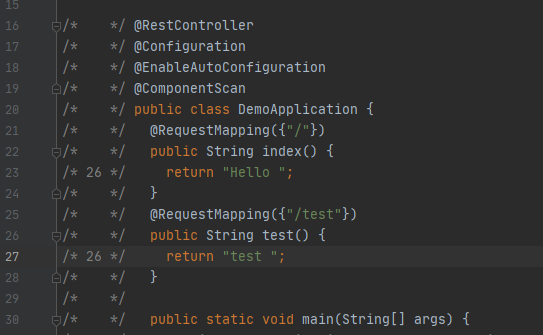 15
16 /*    */ @RestController
17 /*    */ @Configuration
18 /*    */ @EnableAutoConfiguration
19 /*    */ @ComponentScan
20 /*    */ public class DemoApplication {
21 /*    */   @RequestMapping({"/"})
22 /*    */   public String index() {
23 /* 26 */     return "Hello ";
24 /*    */   }
25 /*    */   @RequestMapping({"/test"})
26 /*    */   public String test() {
27 /* 26 */     return "test ";
28 /*    */   }
29 /*    */
30 /*    */   public static void main(String[] args) {